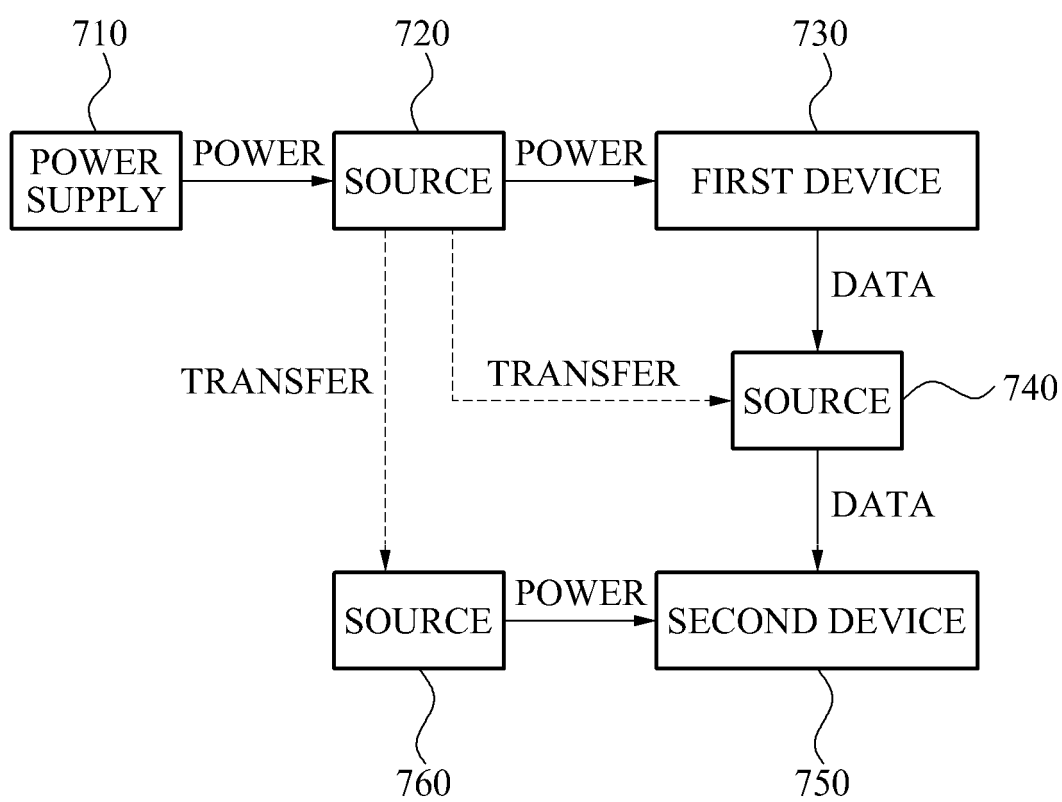 710
720
730
POWER
SUPPLY
POWER
SOURCE
POWER
FIRST DEVICE
DATA
TRANSFER
TRANSFER
SOURCE
740
DATA
SOURCE
POWER
SECOND DEVICE
760
750